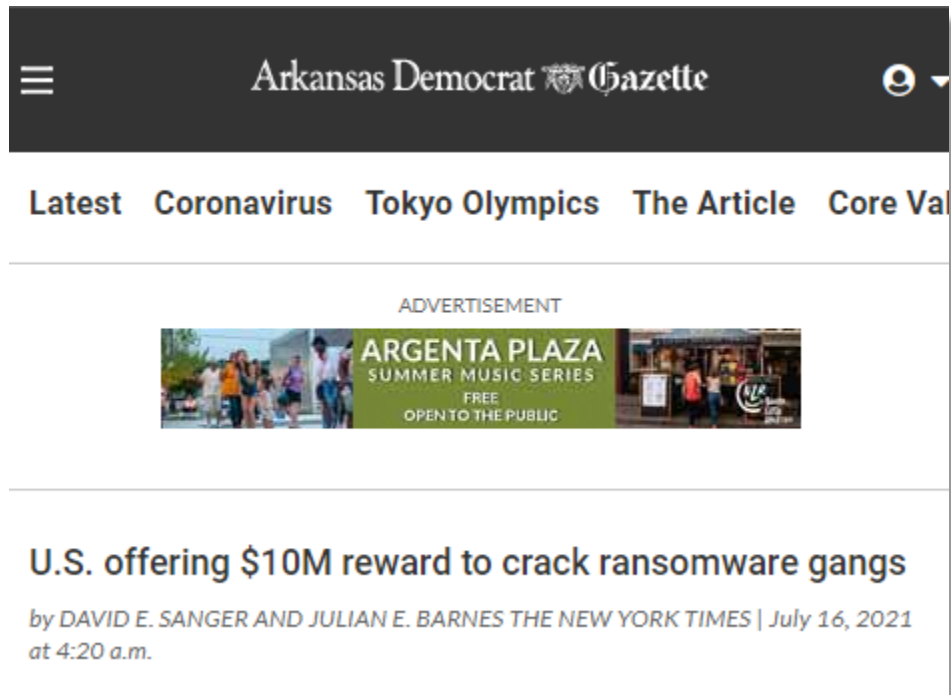 Arkansas Democrat Gazette
Latest Coronavirus Tokyo Olympics The Article Core Val
ADVERTISEMENT
ARGENTA PLAZA
SUMMER MUSIC SERIES
FREE
OPEN TO THE PUBLIC
U.S. offering $10M reward to crack ransomware gangs
by DAVID E. SANGER AND JULIAN E. BARNES THE NEW YORK TIMES | July 16, 2021
at 4:20 a.m.